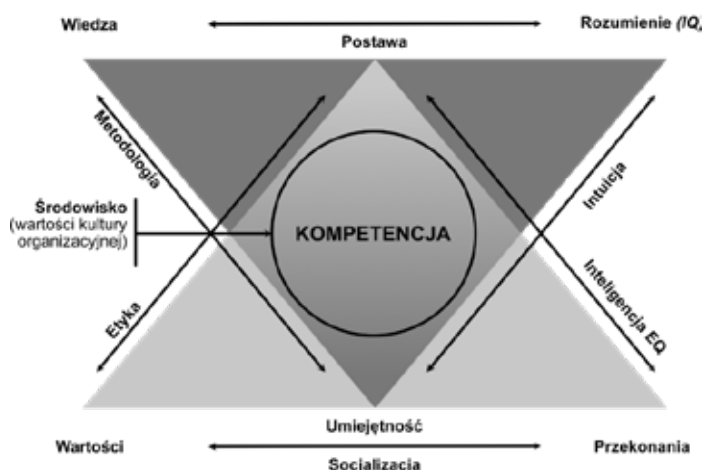 Wiedza
Rozumienie (IQ)
Postawa
Metodologia
Intuicja
Środowisko
(wartości kultury
organizacyjnej)
KOMPETENCJA
Etyka
Inteligencja EQ
Umiejętność
Wartości
Przekonania
Socjalizacja